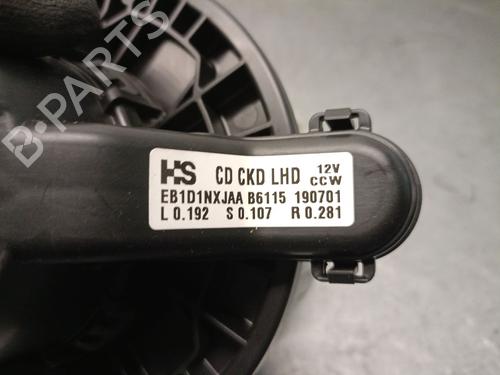 B-PARTS
HS CD CKD LHD 12V CCW
EB1D1NXJAA B6115 190701
L 0.192 S 0.107 R 0.281